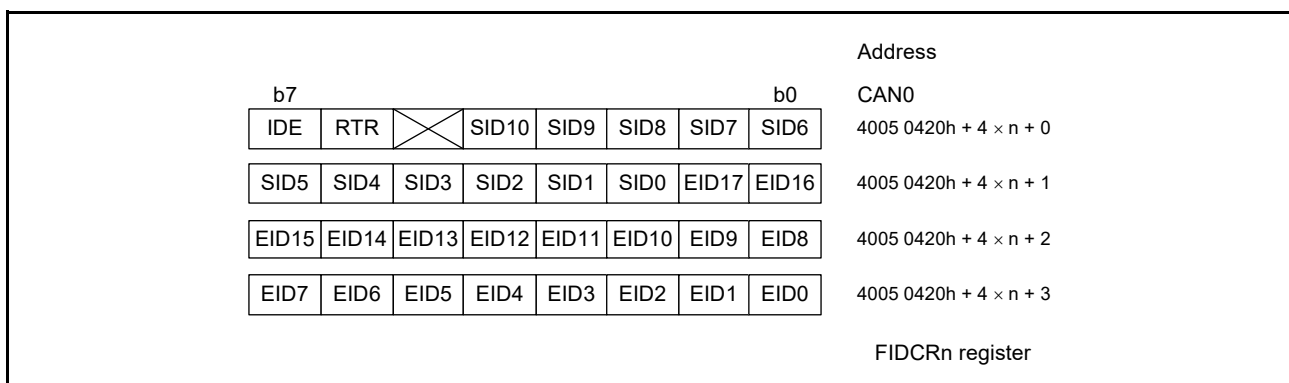 Address
b7 b0 CAN0
IDE RTR SID10 SID9 SID8 SID7 SID6 4005 0420h + 4 × n + 0
SID5 SID4 SID3 SID2 SID1 SID0 EID17 EID16 4005 0420h + 4 × n + 1
EID15 EID14 EID13 EID12 EID11 EID10 EID9 EID8 4005 0420h + 4 × n + 2
EID7 EID6 EID5 EID4 EID3 EID2 EID1 EID0 4005 0420h + 4 × n + 3
FIDCRn register